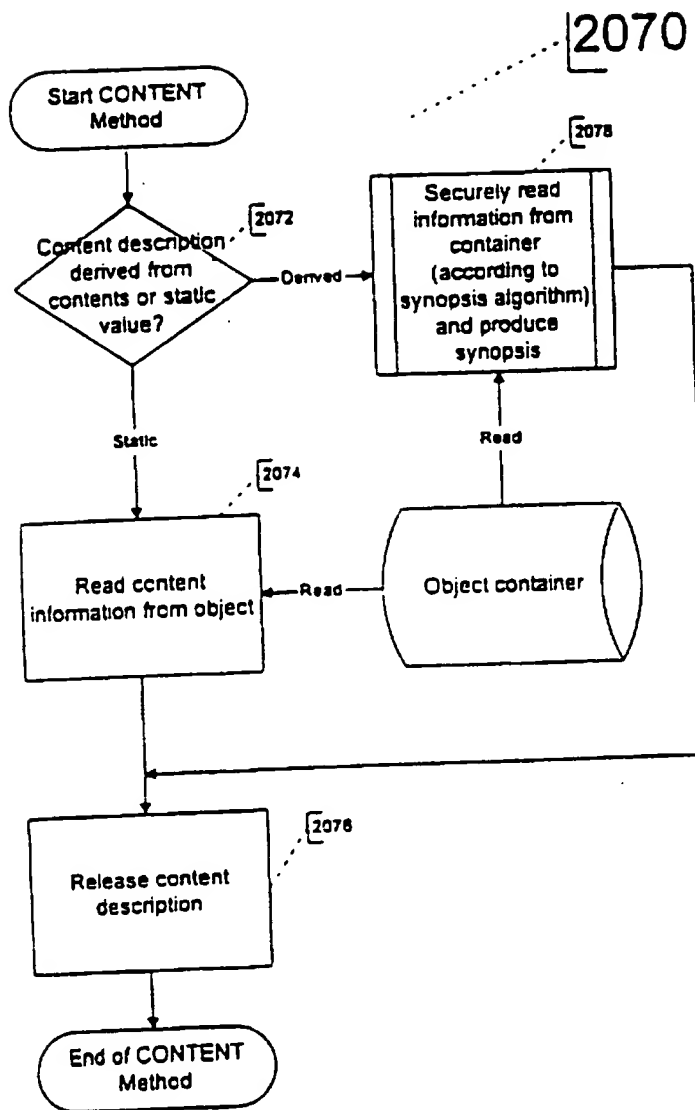 2070
Start CONTENT
Method
2078
Securely read
information from
container
(according to
synopsis algorithm)
and produce
synopsis
2072
Content description
derived from
contents or static
value?
Derived
Static
Read
2074
Read content
information from object
Read
Object container
2076
Release content
description
End of CONTENT
Method